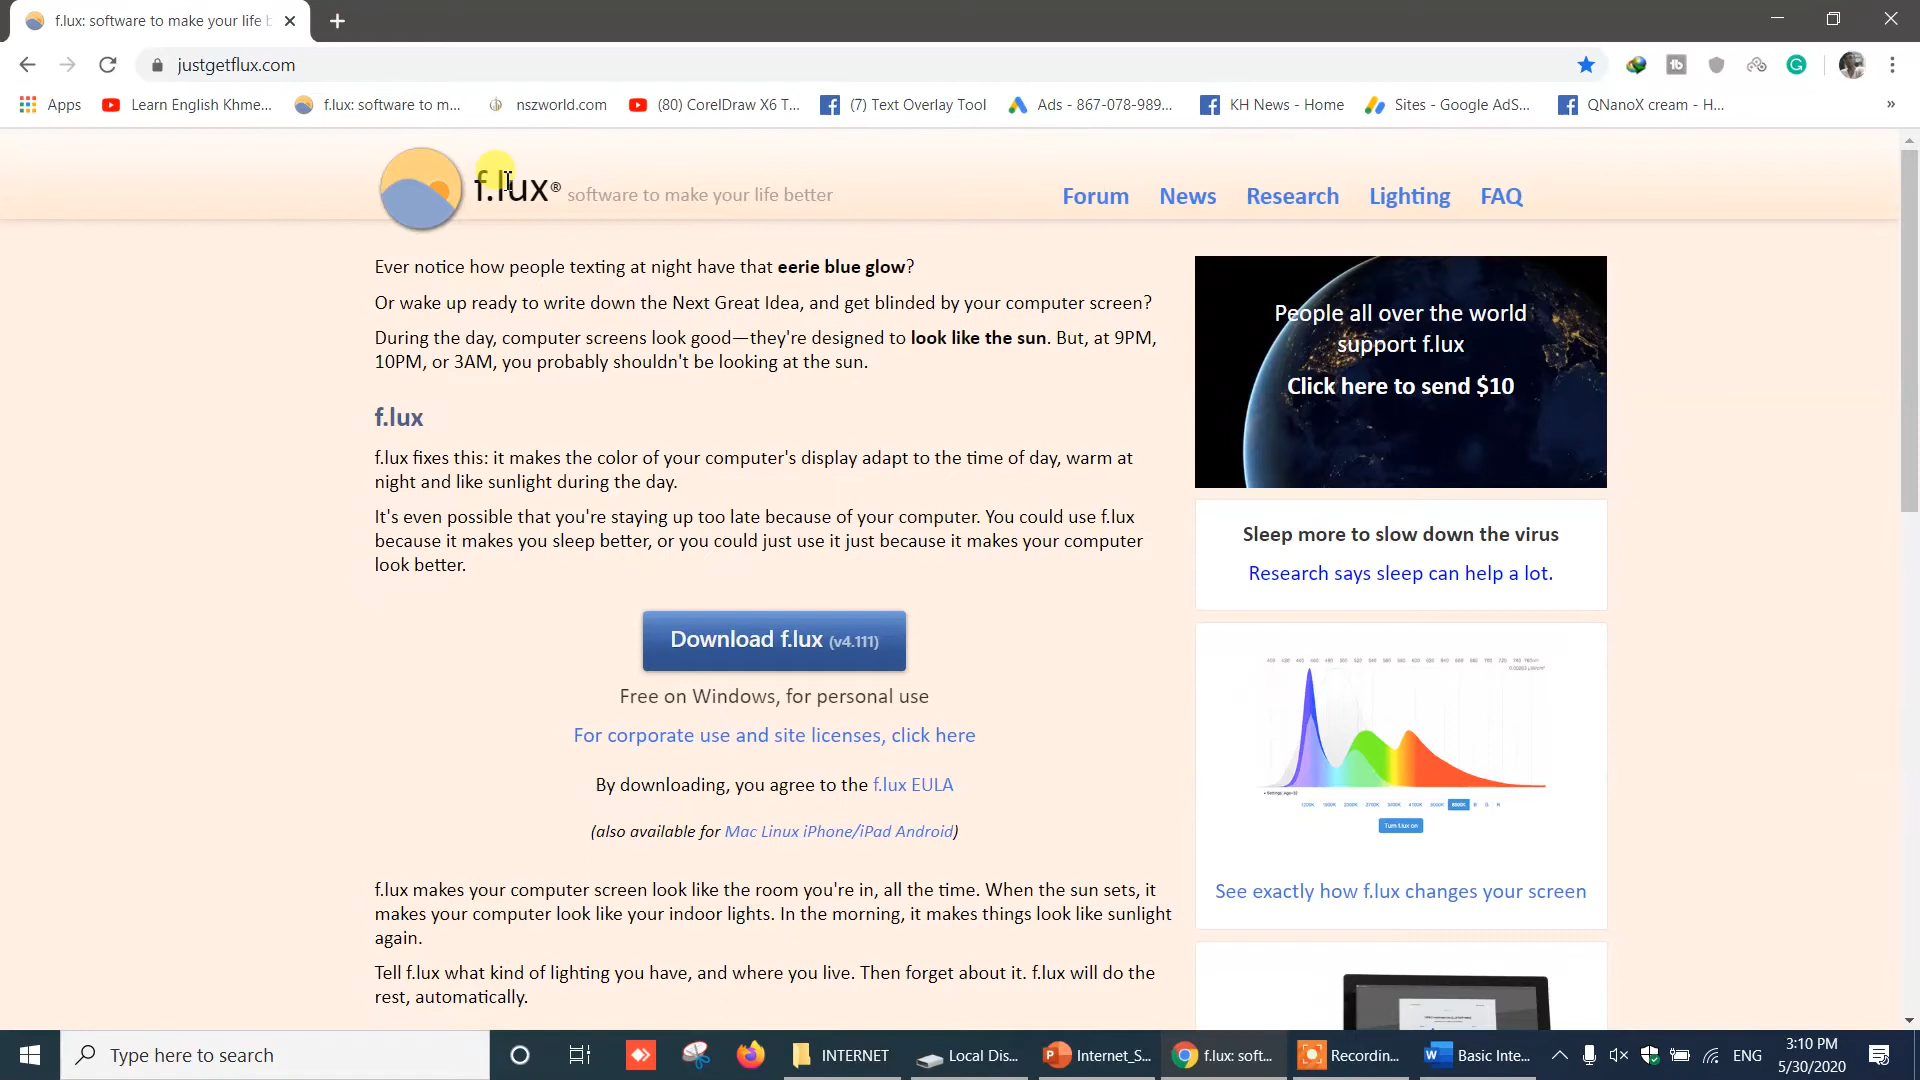 f.lux: software to make your life b
justgetflux.com
Apps
Learn English Khme...
f.lux: software to m...
nszworld.com
(80) CorelDraw X6 T...
(7) Text Overlay Tool
Ads - 867-078-989...
KH News - Home
Sites - Google AdS...
QNanoX cream - H...
»
f.lux® software to make your life better
Forum
News
Research
Lighting
FAQ
Ever notice how people texting at night have that eerie blue glow?
Or wake up ready to write down the Next Great Idea, and get blinded by your computer screen?
During the day, computer screens look good—they're designed to look like the sun. But, at 9PM,
10PM, or 3AM, you probably shouldn't be looking at the sun.
f.lux
f.lux fixes this: it makes the color of your computer's display adapt to the time of day, warm at
night and like sunlight during the day.
It's even possible that you're staying up too late because of your computer. You could use f.lux
because it makes you sleep better, or you could just use it just because it makes your computer
look better.
Download f.lux (v4.111)
Free on Windows, for personal use
For corporate use and site licenses, click here
By downloading, you agree to the f.lux EULA
(also available for Mac Linux iPhone/iPad Android)
f.lux makes your computer screen look like the room you're in, all the time. When the sun sets, it
makes your computer look like your indoor lights. In the morning, it makes things look like sunlight
again.
Tell f.lux what kind of lighting you have, and where you live. Then forget about it. f.lux will do the
rest, automatically.
People all over the world
support f.lux
Click here to send $10
Sleep more to slow down the virus
Research says sleep can help a lot.
Turn f.lux on
See exactly how f.lux changes your screen
Type here to search
INTERNET
Local Dis...
Internet_S...
f.lux: soft...
Recordin...
Basic Inte...
ENG
3:10 PM
5/30/2020